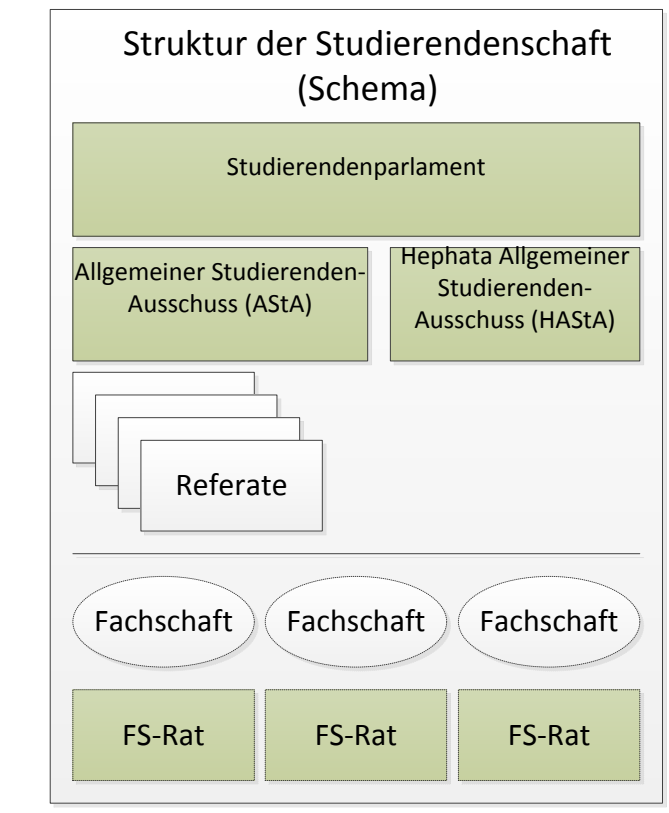 Struktur der Studierendenschaft
(Schema)
Studierendenparlament
Allgemeiner Studierenden-
Ausschuss (AStA)
Hephata Allgemeiner
Studierenden-
Ausschuss (HAStA)
Referate
Fachschaft
Fachschaft
Fachschaft
FS-Rat
FS-Rat
FS-Rat